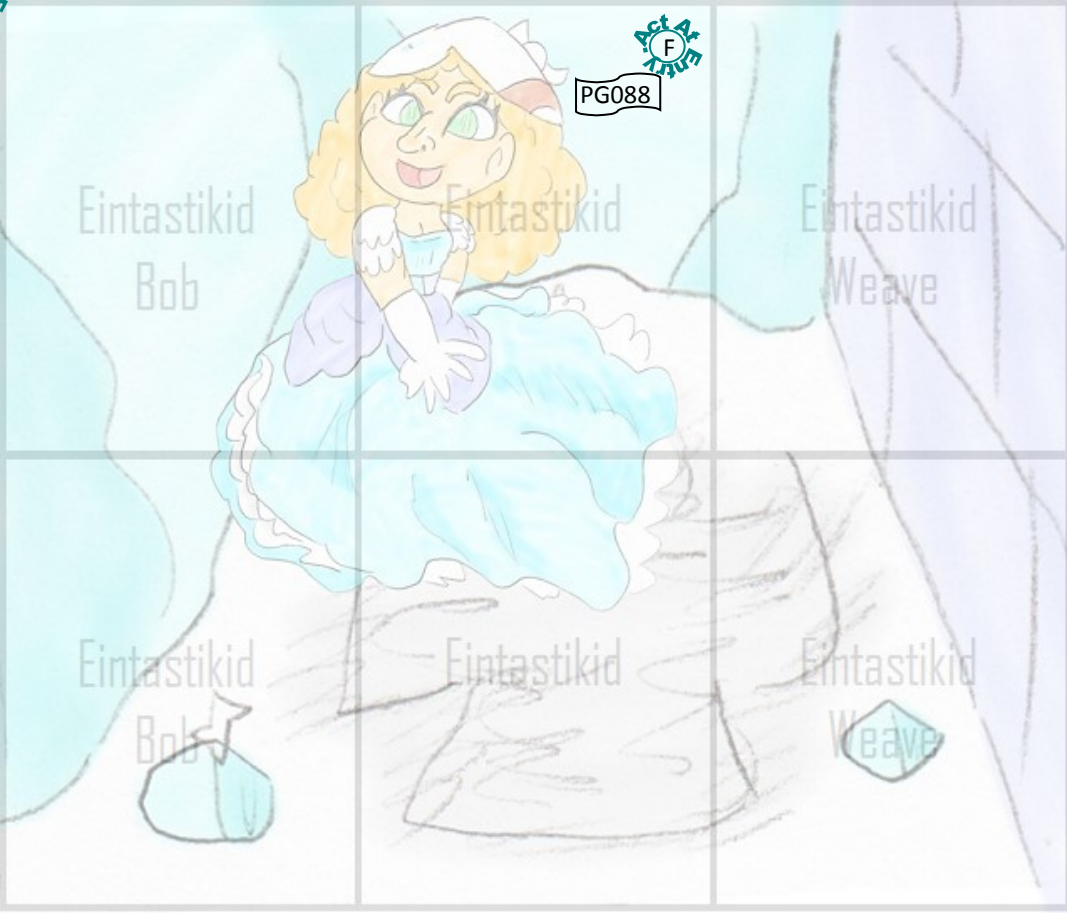 Act At Entry.
F
PG088
Eintastikid
Bob
Eintastikid
Eintastikid
Weave
Eintastikid
Bob
Eintastikid
Eintastikid
Weave